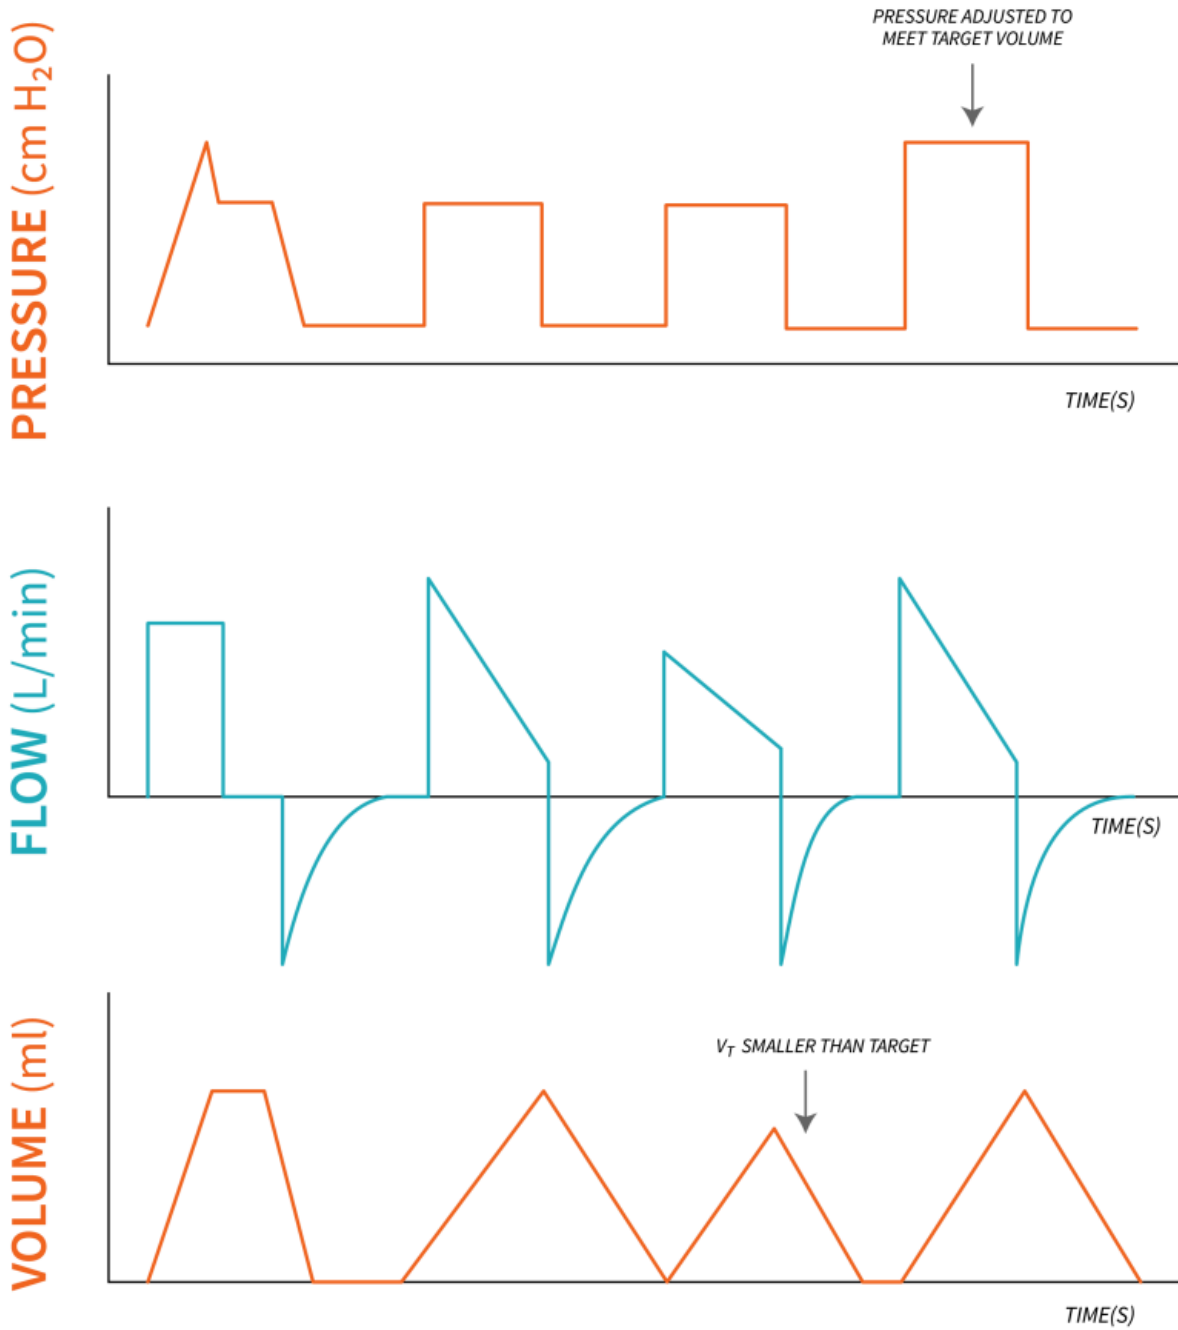 PRESSURE ADJUSTED TO
MEET TARGET VOLUME
PRESSURE (cm H₂O)
TIME(S)
FLOW (L/min)
TIME(S)
V_T SMALLER THAN TARGET
VOLUME (ml)
TIME(S)